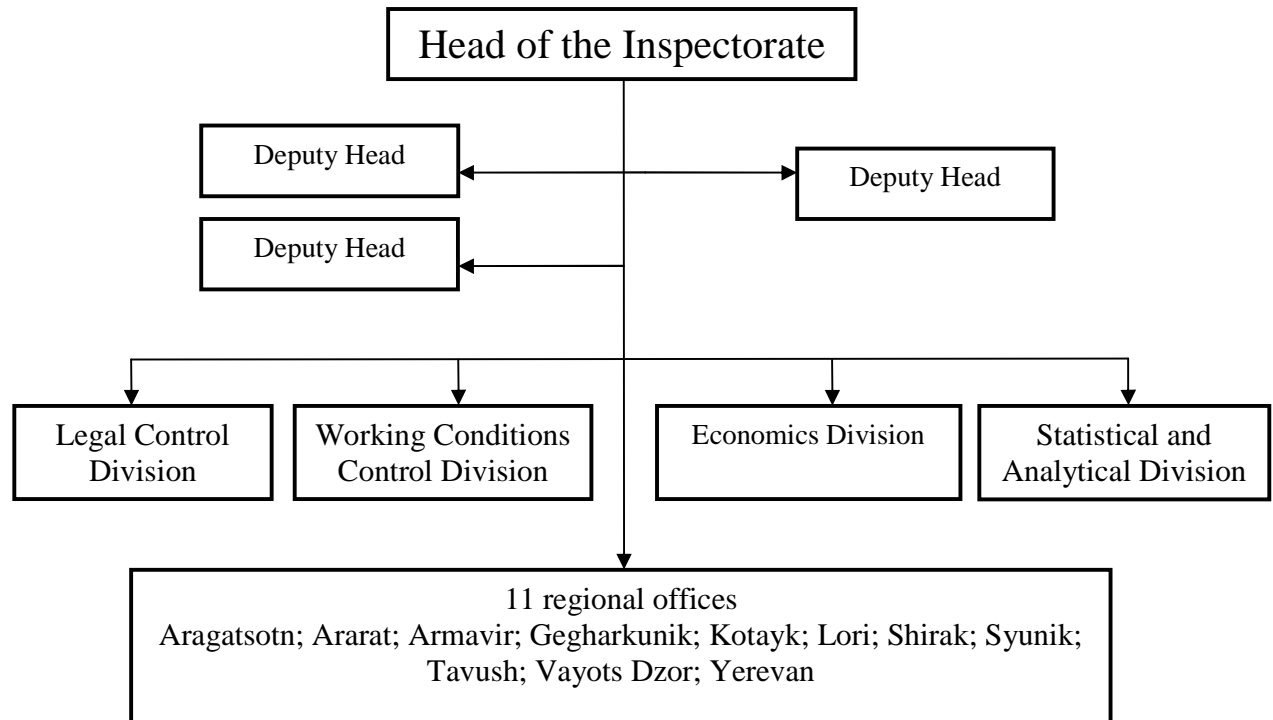 Head of the Inspectorate
Deputy Head
Deputy Head
Deputy Head
Legal Control
Division
Working Conditions
Control Division
Economics Division
Statistical and
Analytical Division
11 regional offices
Aragatsotn; Ararat; Armavir; Gegharkunik; Kotayk; Lori; Shirak; Syunik;
Tavush; Vayots Dzor; Yerevan